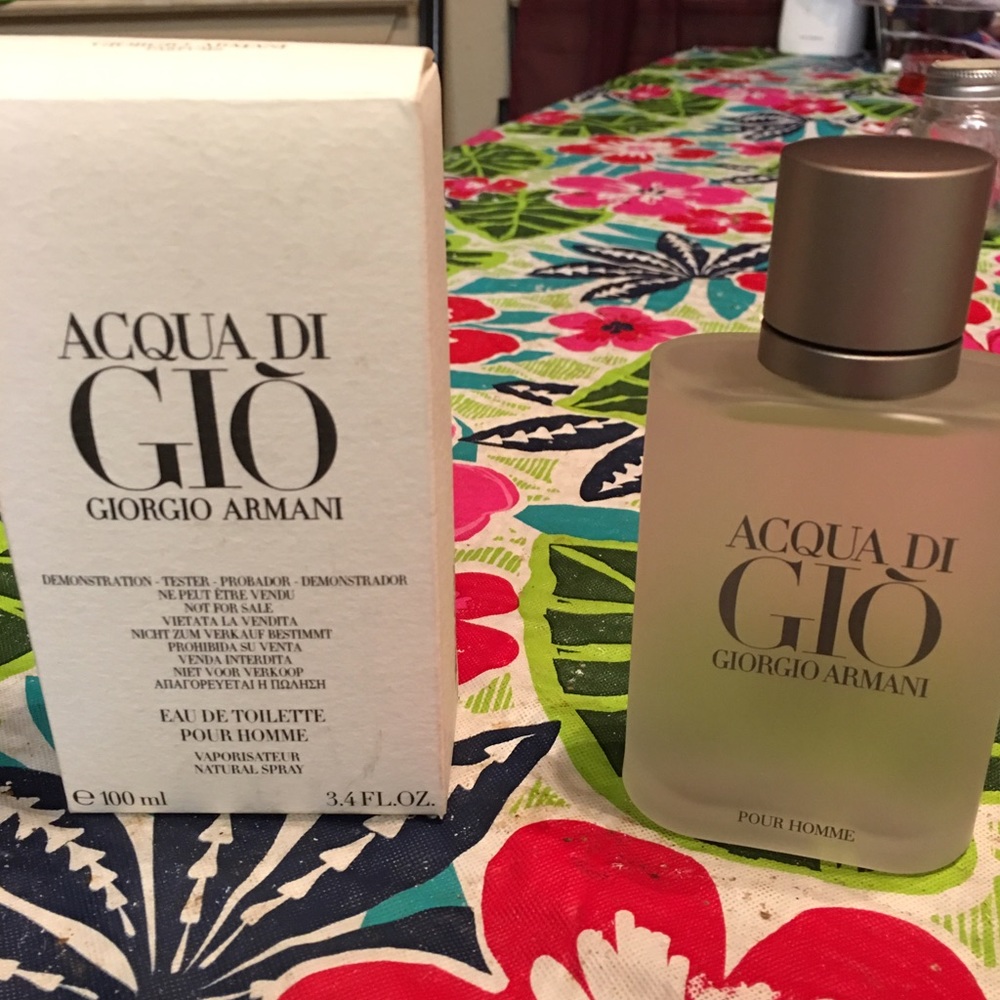 ACQUA DI
GIÒ
GIORGIO ARMANI
DEMONSTRATION - TESTER - PROBADOR - DEMONSTRADOR
NE PEUT ÊTRE VENDU
NOT FOR SALE
VIETATA LA VENDITA
NICHT ZUM VERKAUF BESTIMMT
PROHIBIDA SU VENTA
VENDA INTERDITA
NIET VOOR VERKOOP
ΑΠΑΓΟΡΕΥΕΤΑΙ Η ΠΩΛΗΣΗ
EAU DE TOILETTE
POUR HOMME
VAPORISATEUR
NATURAL SPRAY
℮ 100 ml 3.4 FL.OZ.
ACQUA DI
GIÒ
GIORGIO ARMANI
POUR HOMME